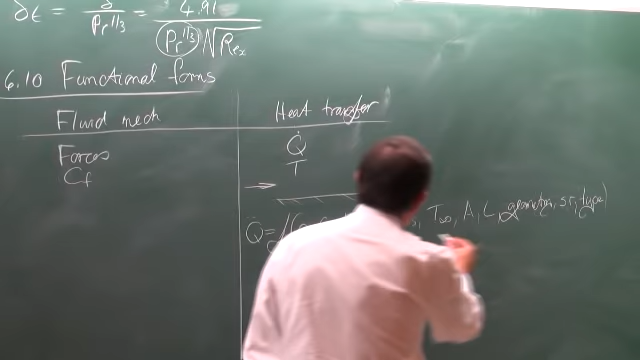 δt = δ / Pr^1/3 = 4.91 / Pr^1/3 √Rex
6.10 Functional forms
Fluid mech
Heat transfer
Forces
Q̇
Cf
T
→
Q̇ = f( T∞, A, L, geometry, s.r, type)